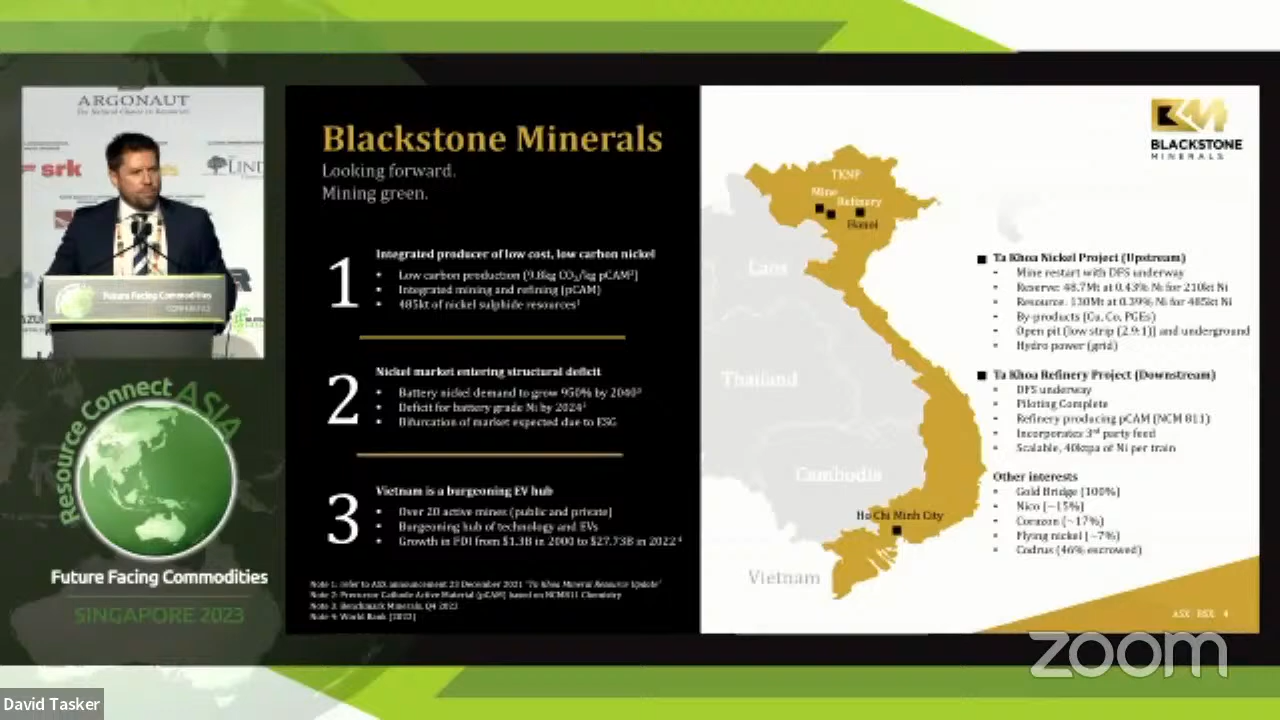 ARGONAUT
srk
Future Facing Commodities
Resource Connect ASIA
Future Facing Commodities
SINGAPORE 2023
David Tasker
Blackstone Minerals
Looking forward.
Mining green.
1
Integrated producer of low cost, low carbon nickel
• Low carbon production (9.8kg CO₂/kg pCAM²)
• Integrated mining and refining (pCAM)
• 485kt of nickel sulphide resources¹
2
Nickel market entering structural deficit
• Battery nickel demand to grow 950% by 2040³
• Deficit for battery grade Ni by 2024³
• Bifurcation of market expected due to ESG
3
Vietnam is a burgeoning EV hub
• Over 20 active mines (public and private)
• Burgeoning hub of technology and EVs
• Growth in FDI from $1.3B in 2000 to $27.73B in 2022⁴
Note 1: refer to ASX announcement 23 December 2021 "Ta Khoa Mineral Resource Update"
Note 2: Precursor Cathode Active Material (pCAM) based on NCM811 Chemistry
Note 3: Benchmark Minerals, Q4 2022
Note 4: World Bank (2022)
TKNP
Mine
Refinery
Hanoi
Laos
Thailand
Cambodia
Ho Chi Minh City
Vietnam
BM
BLACKSTONE
MINERALS
Ta Khoa Nickel Project (Upstream)
• Mine restart with DFS underway
• Reserve: 48.7Mt at 0.43% Ni for 210kt Ni
• Resource: 130Mt at 0.39% Ni for 485kt Ni
• By-products (Cu, Co, PGEs)
• Open pit (low strip (2.9:1)) and underground
• Hydro power (grid)
Ta Khoa Refinery Project (Downstream)
• DFS underway
• Piloting Complete
• Refinery producing pCAM (NCM 811)
• Incorporates 3rd party feed
• Scalable, 40ktpa of Ni per train
Other interests
• Gold Bridge (100%)
• Nico (~15%)
• Corazon (~17%)
• Flying nickel (~7%)
• Codrus (46% escrowed)
ASX BSX 4
zoom